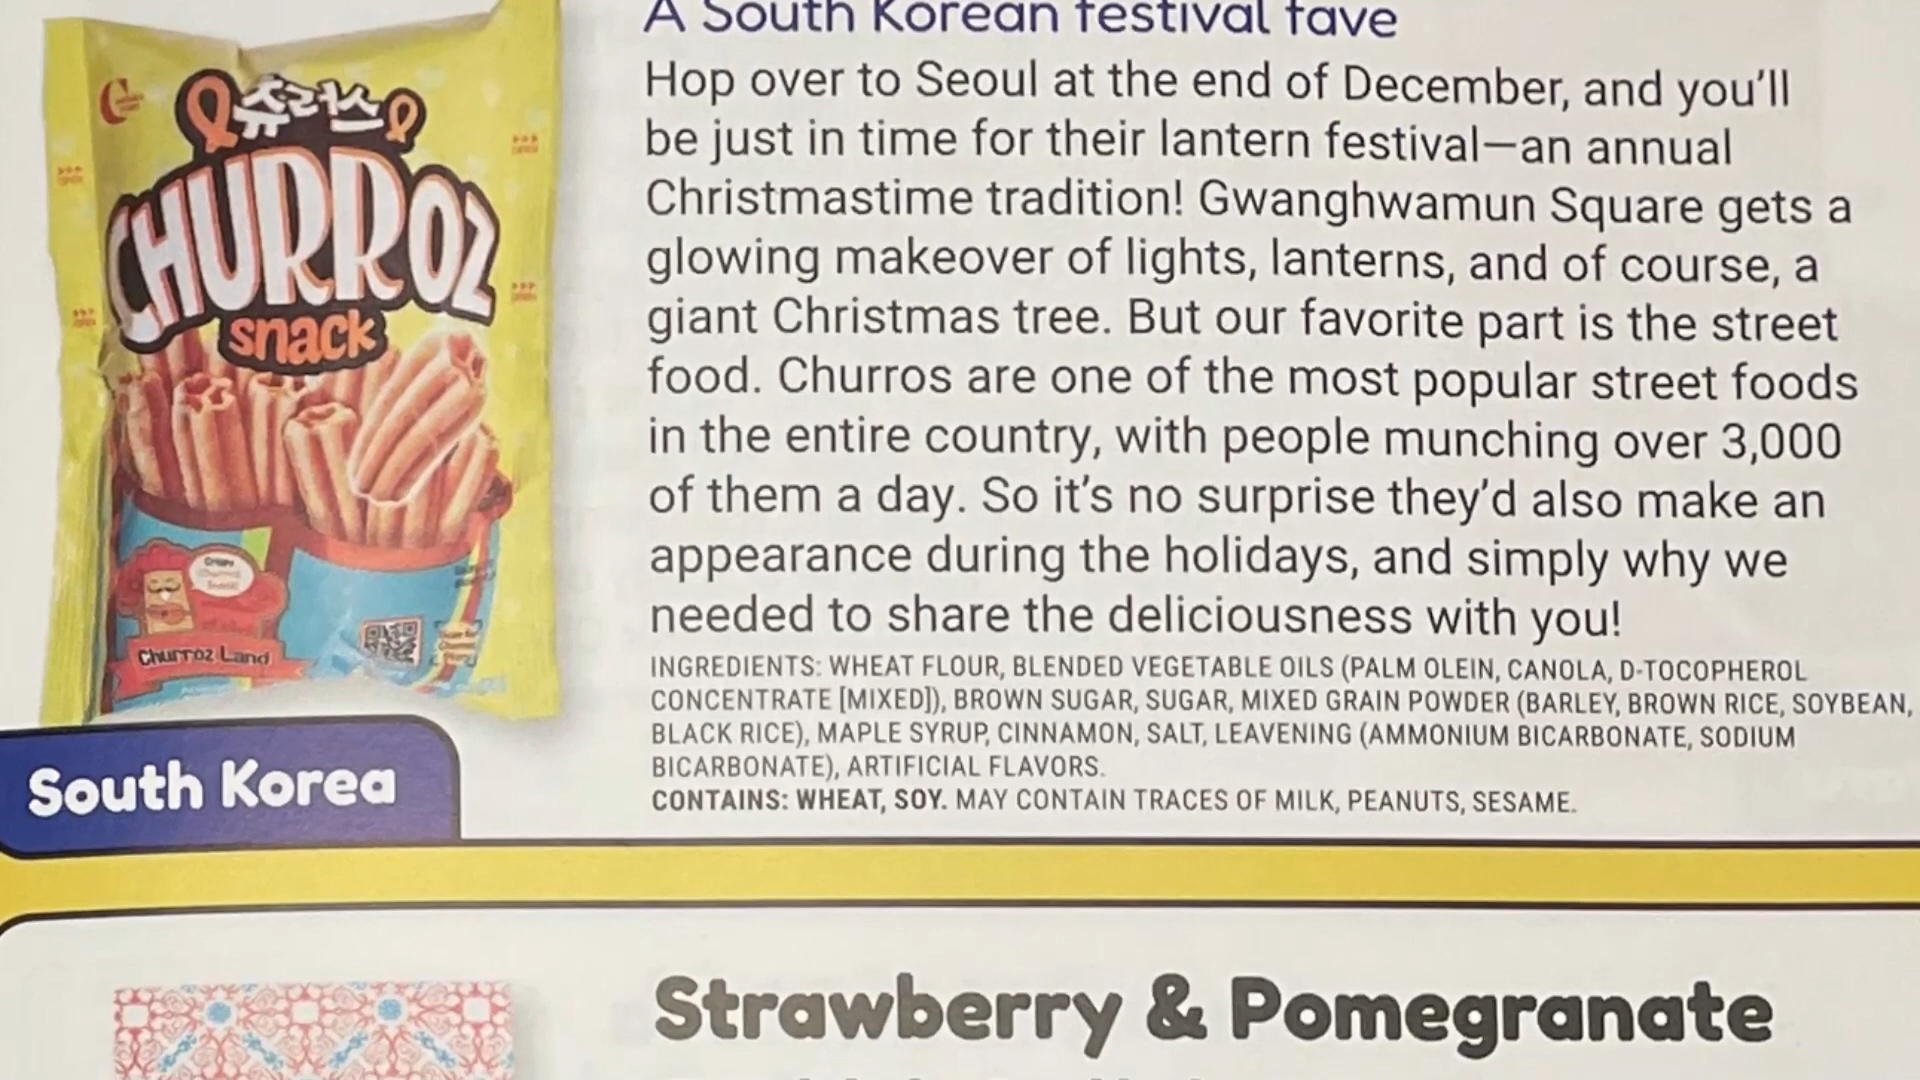 A South Korean festival fave
Hop over to Seoul at the end of December, and you'll
be just in time for their lantern festival—an annual
Christmastime tradition! Gwanghwamun Square gets a
glowing makeover of lights, lanterns, and of course, a
giant Christmas tree. But our favorite part is the street
food. Churros are one of the most popular street foods
in the entire country, with people munching over 3,000
of them a day. So it's no surprise they'd also make an
appearance during the holidays, and simply why we
needed to share the deliciousness with you!
INGREDIENTS: WHEAT FLOUR, BLENDED VEGETABLE OILS (PALM OLEIN, CANOLA, D-TOCOPHEROL
CONCENTRATE [MIXED]), BROWN SUGAR, SUGAR, MIXED GRAIN POWDER (BARLEY, BROWN RICE, SOYBEAN,
BLACK RICE), MAPLE SYRUP, CINNAMON, SALT, LEAVENING (AMMONIUM BICARBONATE, SODIUM
BICARBONATE), ARTIFICIAL FLAVORS.
CONTAINS: WHEAT, SOY. MAY CONTAIN TRACES OF MILK, PEANUTS, SESAME.
츄러스
CHURROZ
snack
Crispy
Churroz Land
South Korea
Strawberry & Pomegranate